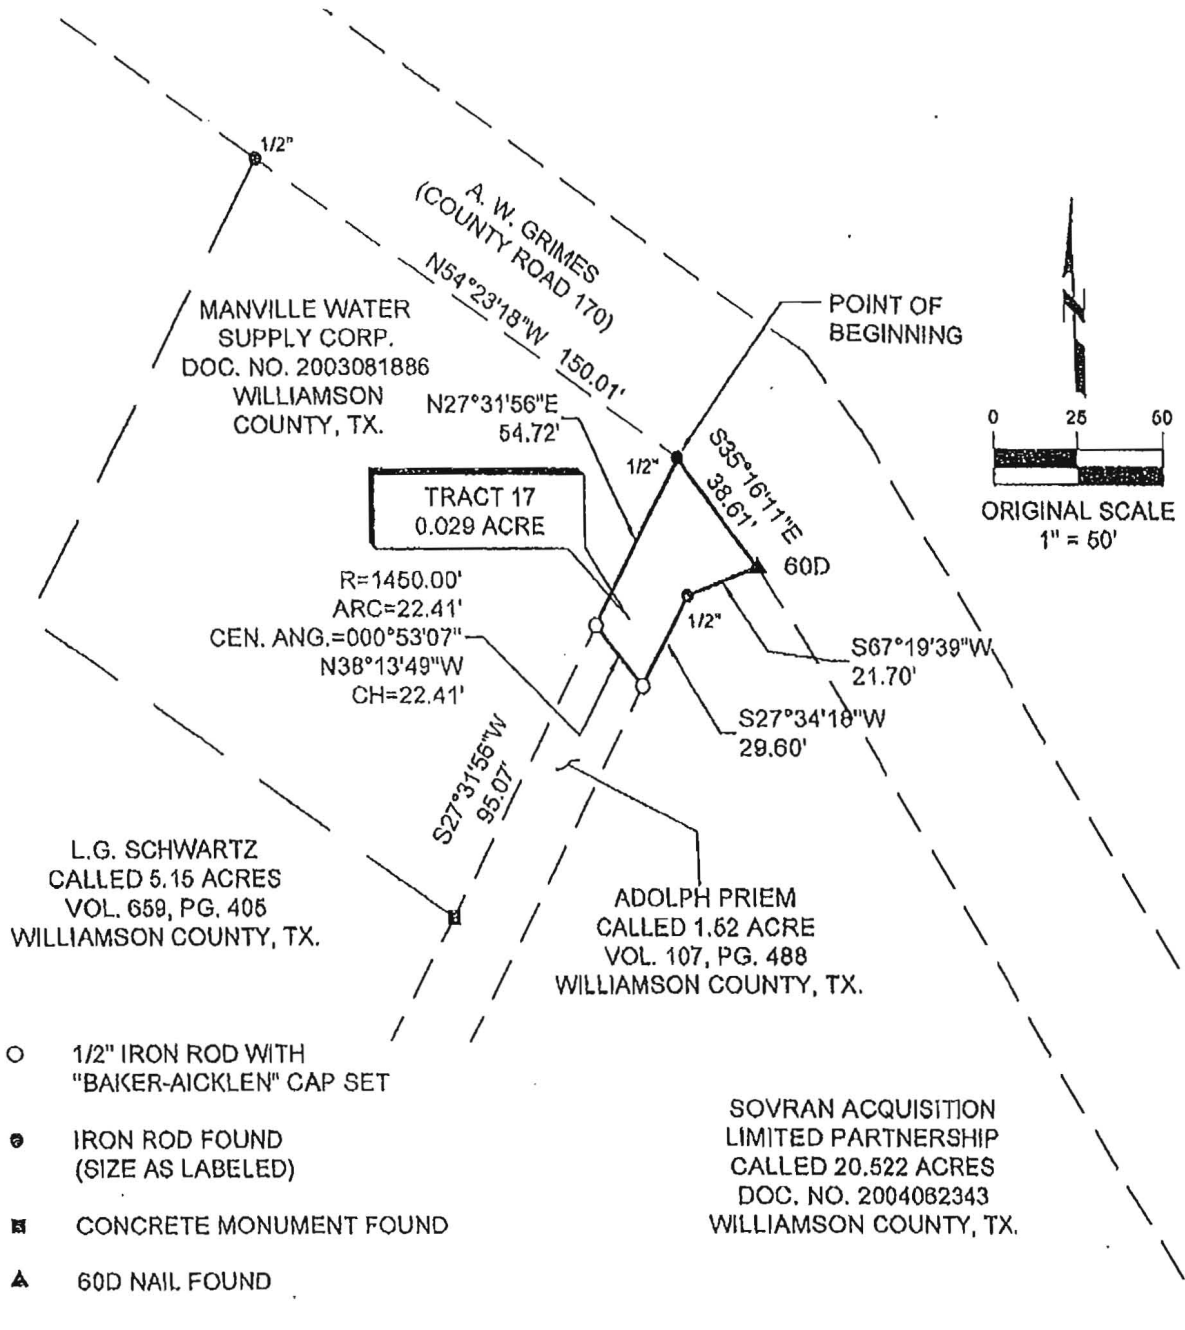 1/2"
A. W. GRIMES
(COUNTY ROAD 170)
N54°23'18"W 150.01'
MANVILLE WATER
SUPPLY CORP.
DOC. NO. 2003081886
WILLIAMSON
COUNTY, TX.
POINT OF
BEGINNING
N
0 25 50
ORIGINAL SCALE
1" = 50'
N27°31'56"E
54.72'
1/2"
S35°16'11"E
38.61'
TRACT 17
0.029 ACRE
60D
R=1450.00'
ARC=22.41'
CEN. ANG.=000°53'07"
N38°13'49"W
CH=22.41'
1/2"
S67°19'39"W
21.70'
S27°34'18"W
29.60'
S27°31'56"W
95.07'
L.G. SCHWARTZ
CALLED 5.15 ACRES
VOL. 659, PG. 405
WILLIAMSON COUNTY, TX.
ADOLPH PRIEM
CALLED 1.52 ACRE
VOL. 107, PG. 488
WILLIAMSON COUNTY, TX.
1/2" IRON ROD WITH
"BAKER-AICKLEN" CAP SET
IRON ROD FOUND
(SIZE AS LABELED)
CONCRETE MONUMENT FOUND
60D NAIL FOUND
SOVRAN ACQUISITION
LIMITED PARTNERSHIP
CALLED 20.522 ACRES
DOC. NO. 2004062343
WILLIAMSON COUNTY, TX.